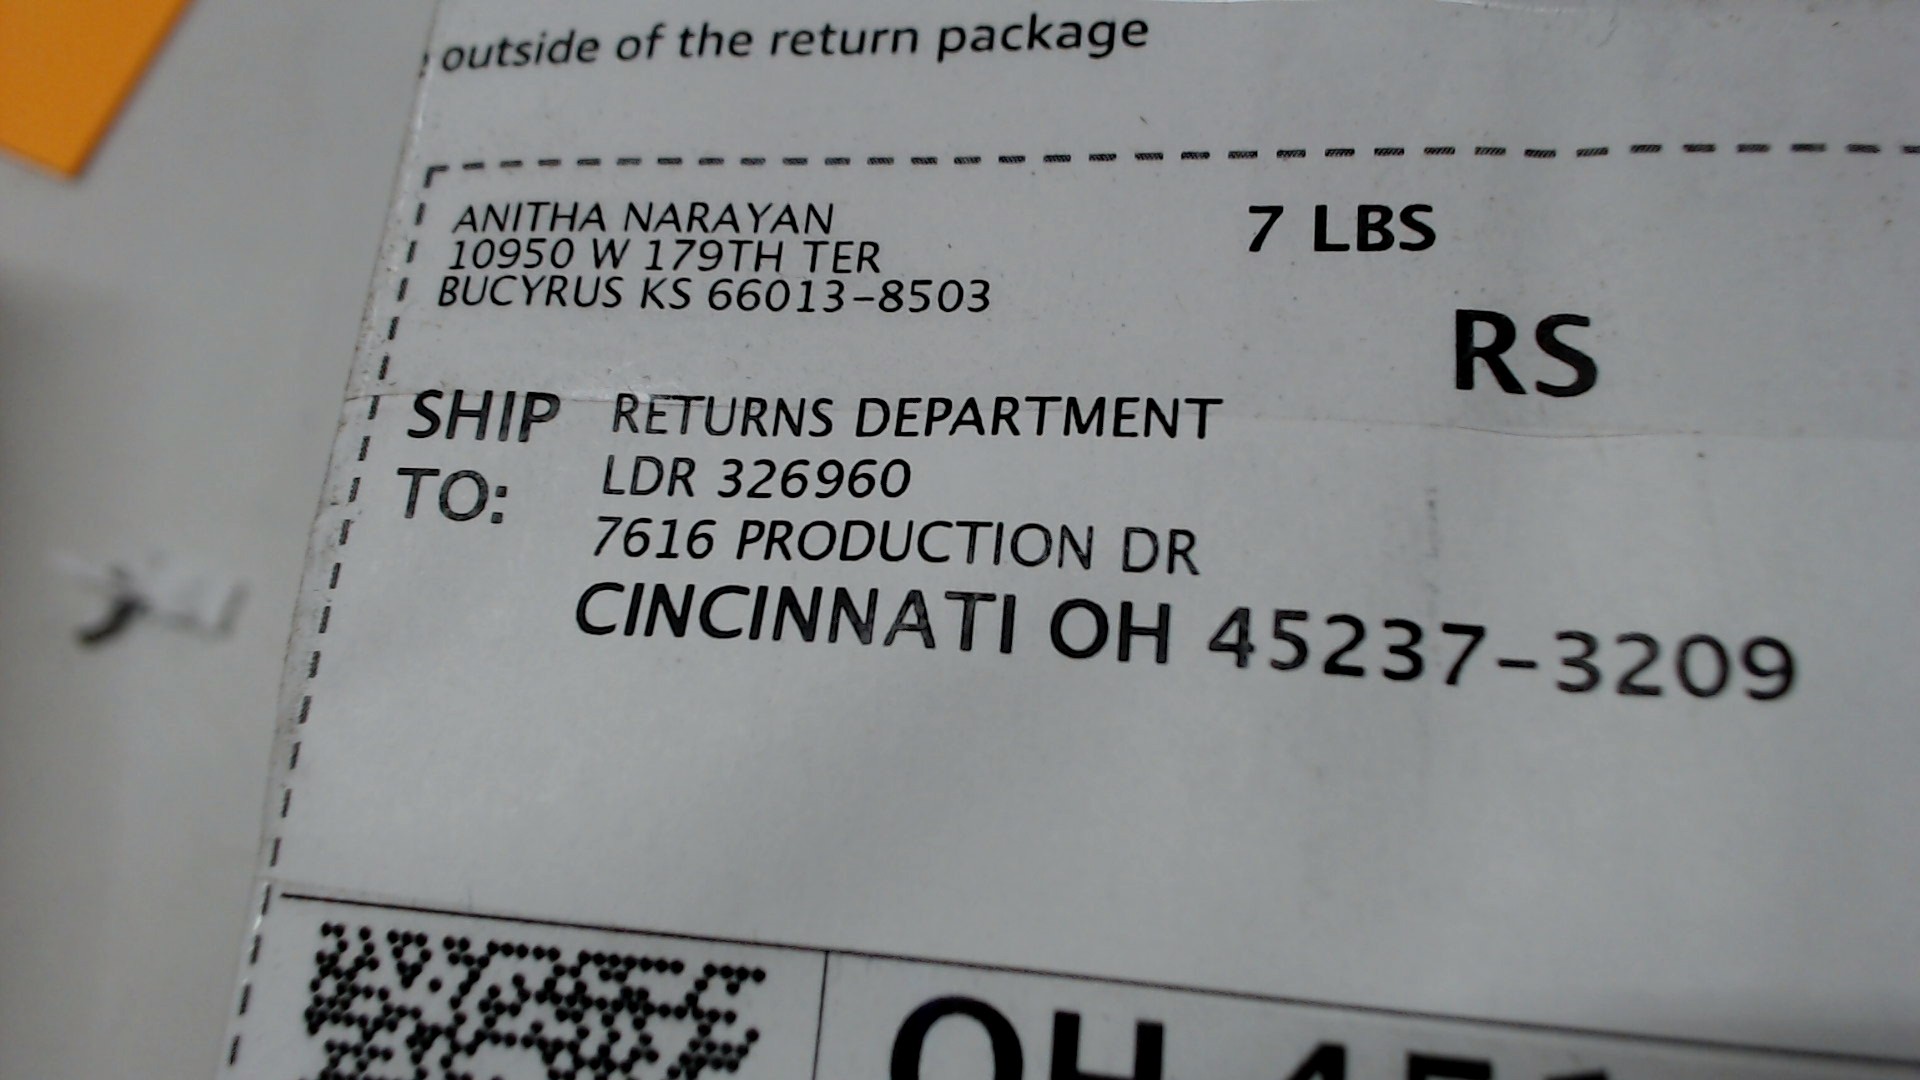 outside of the return package
ANITHA NARAYAN
10950 W 179TH TER
BUCYRUS KS 66013-8503
7 LBS
RS
SHIP TO:
RETURNS DEPARTMENT
LDR 326960
7616 PRODUCTION DR
CINCINNATI OH 45237-3209
OH